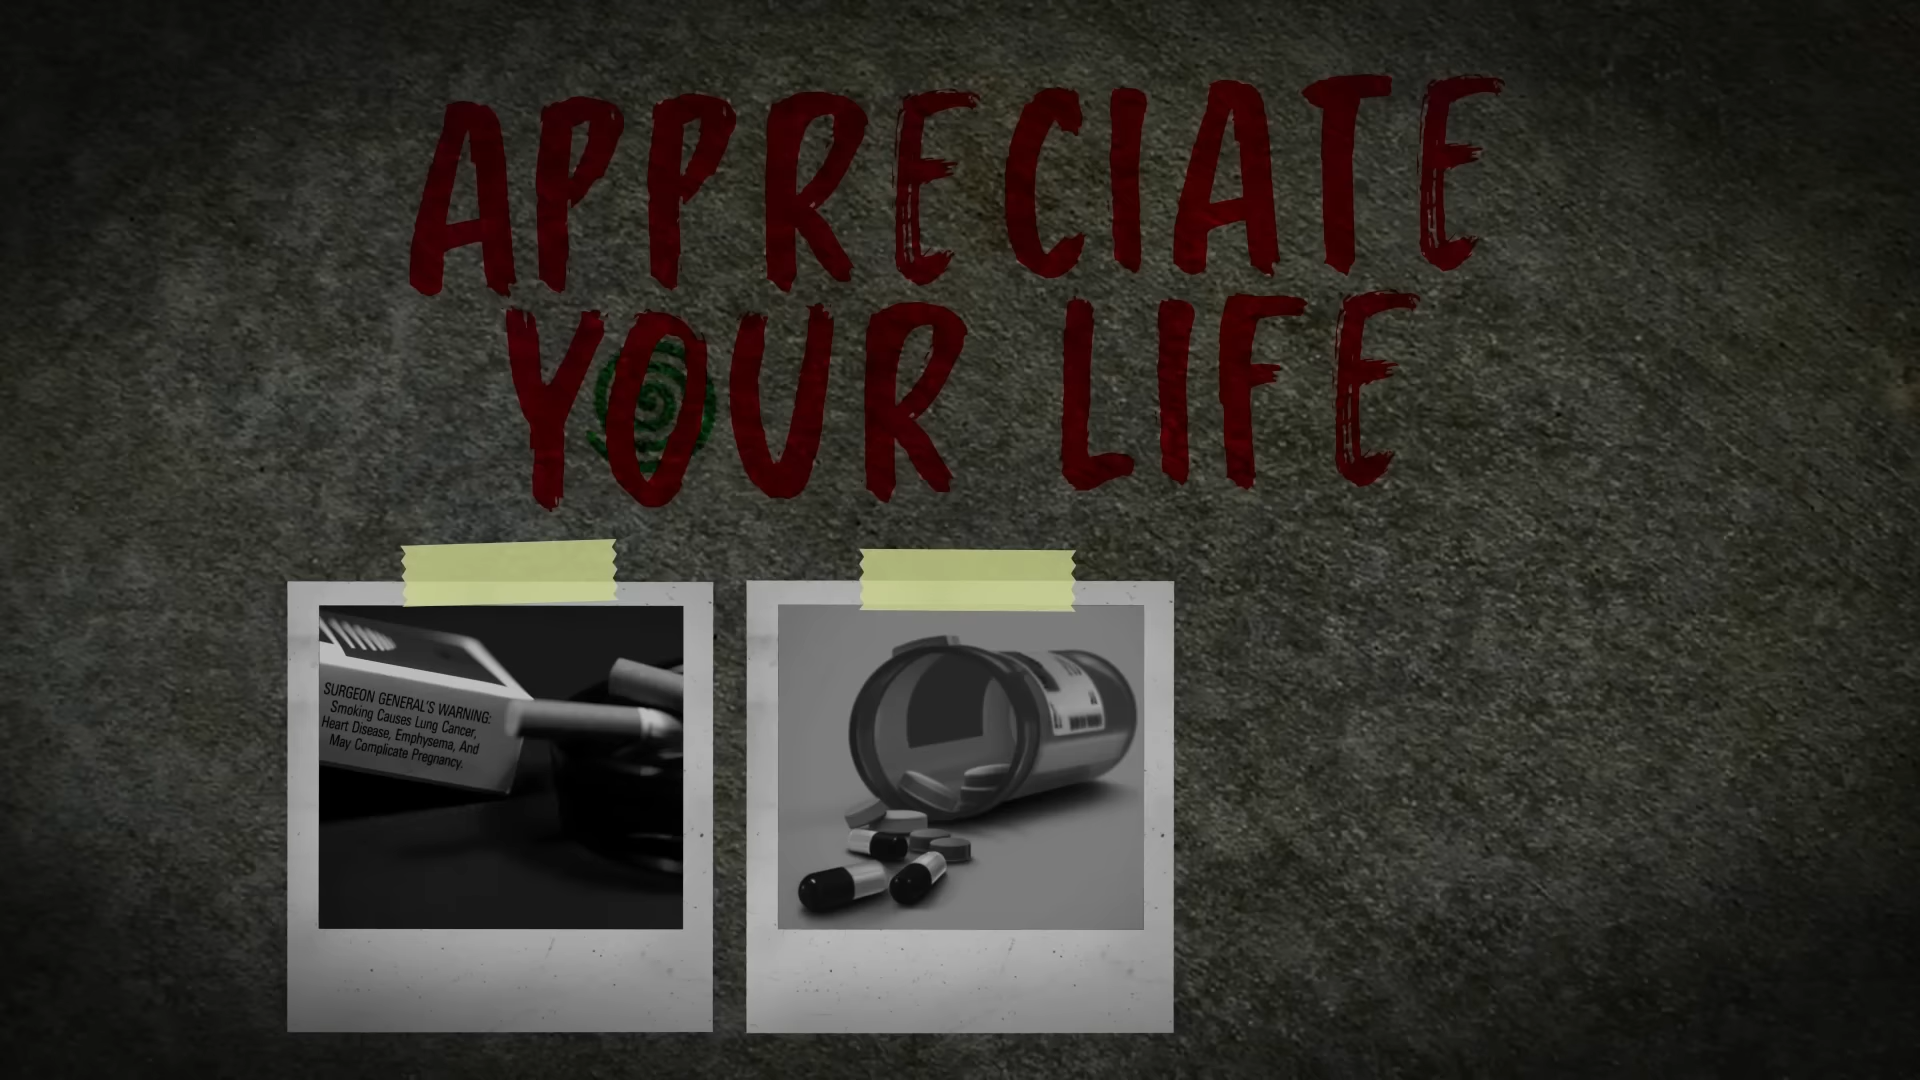 APPRECIATE
YOUR LIFE
SURGEON GENERAL'S WARNING:
Smoking Causes Lung Cancer,
Heart Disease, Emphysema, And
May Complicate Pregnancy.